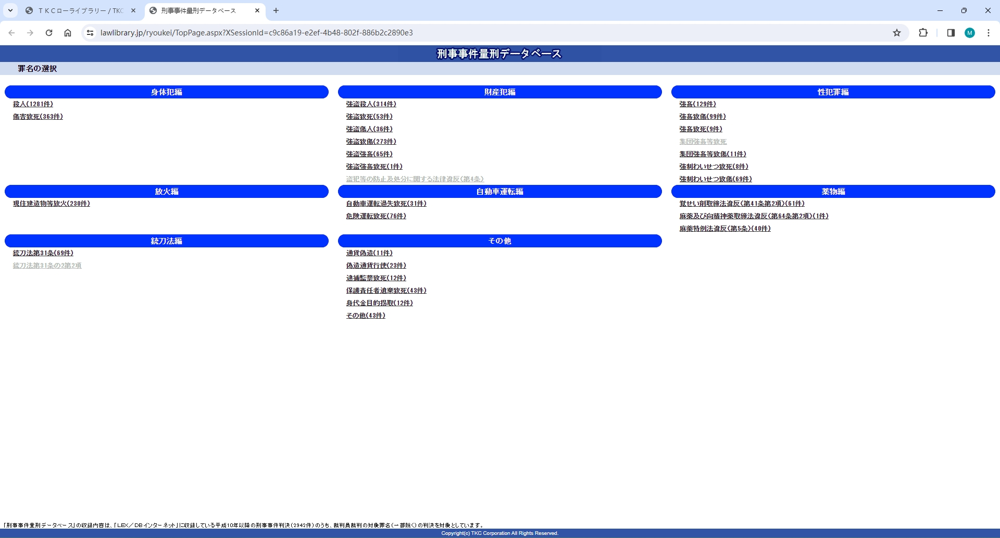 ＴＫＣローライブラリー / TKC
刑事事件量刑データベース
lawlibrary.jp/ryoukei/TopPage.aspx?XSessionId=c9c86a19-e2ef-4b48-802f-886b2c2890e3
M
刑事事件量刑データベース
罪名の選択
身体犯編
殺人(1281件)
傷害致死(363件)
財産犯編
強盗殺人(314件)
強盗致死(53件)
強盗傷人(36件)
強盗致傷(273件)
強盗強姦(65件)
強盗強姦致死(1件)
盗犯等の防止及処分に関する法律違反（第4条）
性犯罪編
強姦(129件)
強姦致傷(99件)
強姦致死(9件)
集団強姦等致死
集団強姦等致傷(11件)
強制わいせつ致死(8件)
強制わいせつ致傷(69件)
放火編
現住建造物等放火(230件)
自動車運転編
自動車運転過失致死(31件)
危険運転致死(76件)
薬物編
覚せい剤取締法違反（第41条第2項）(61件)
麻薬及び向精神薬取締法違反（第64条第2項）(1件)
麻薬特例法違反（第5条）(40件)
銃刀法編
銃刀法第31条(69件)
銃刀法第31条の2第2項
その他
通貨偽造(11件)
偽造通貨行使(23件)
逮捕監禁致死(12件)
保護責任者遺棄致死(43件)
身代金目的拐取(12件)
その他(43件)
「刑事事件量刑データベース」の収録内容は、「ＬＥＸ／ＤＢインターネット」に収録している平成10年以降の刑事事件判決（2942件）のうち、裁判員裁判の対象罪名（一部除く）の判決を対象としています。
Copyright(c) TKC Corporation All Rights Reserved.